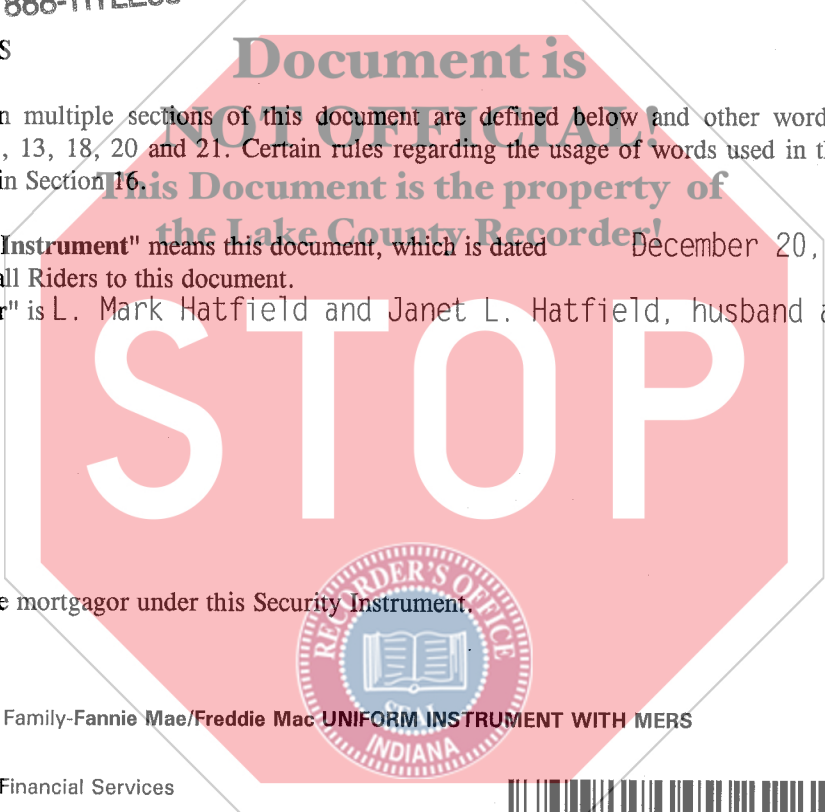 S
Document is
n multiple sections of this document are defined below and other word
NOT OFFICIAL!
, 13, 18, 20 and 21. Certain rules regarding the usage of words used in t
in Section 16.
This Document is the property of
the Lake County Recorder!
Instrument" means this document, which is dated December 20,
all Riders to this document.
r" is L. Mark Hatfield and Janet L. Hatfield, husband a
STOP
e mortgagor under this Security Instrument.
RECORDER'S OFFICE
SEAL
INDIANA
Family-Fannie Mae/Freddie Mac UNIFORM INSTRUMENT WITH MERS
Financial Services